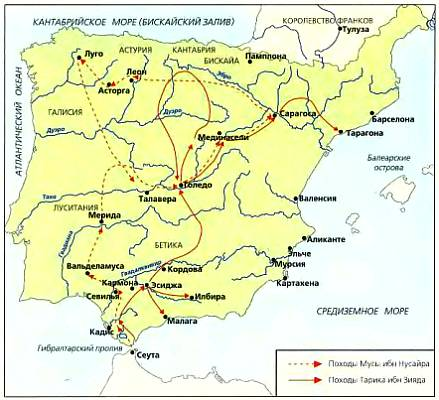 КАНТАБРИЙСКОЕ МОРЕ (БИСКАЙСКИЙ ЗАЛИВ)
КОРОЛЕВСТВО ФРАНКОВ
Тулуза
АСТУРИЯ
КАНТАБРИЯ
БИСКАЙЯ
Луго
Памплона
Леон
Асторга
Эбро
АТЛАНТИЧЕСКИЙ ОКЕАН
ГАЛИСИЯ
Дуэро
Дуэро
Сарагоса
Барселона
Мединасели
Тарагона
Балеарские
острова
Толедо
Талавера
Тахо
Валенсия
ЛУСИТАНИЯ
Мерида
Гвадиана
БЕТИКА
Аликанте
Эльче
Мурсия
Вальделамуса
Гвадалквивир
Кордова
Картахена
Кармона
Севилья
Эсиджа
Илбира
Малага
СРЕДИЗЕМНОЕ МОРЕ
Кадис
Гибралтарский пролив
Сеута
Походы Мусы ибн Нусайра
Походы Тарика ибн Зияда